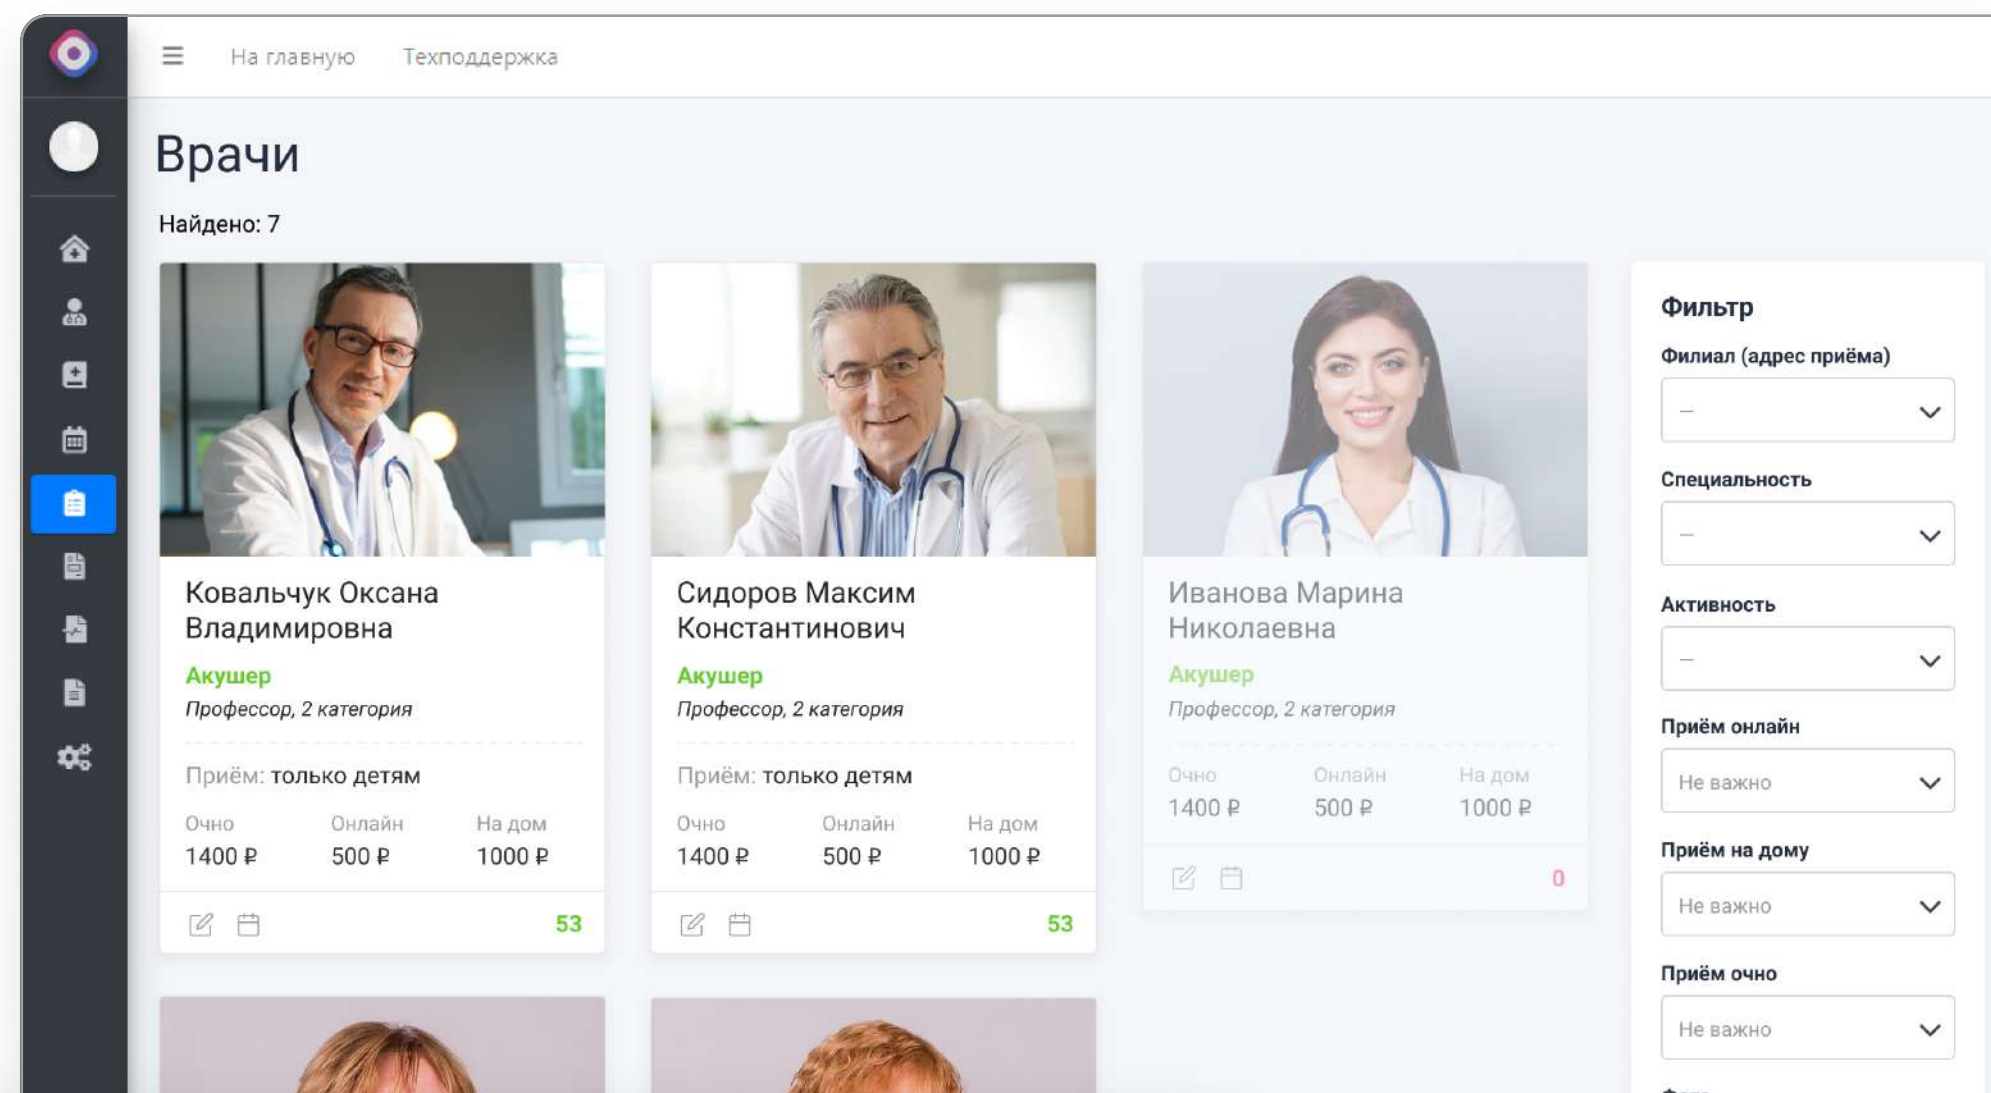 На главную
Техподдержка
Врачи
Найдено: 7
Ковальчук Оксана
Владимировна
Акушер
Профессор, 2 категория
Приём: только детям
Очно Онлайн На дом
1400 ₽ 500 ₽ 1000 ₽
53
Сидоров Максим
Константинович
Акушер
Профессор, 2 категория
Приём: только детям
Очно Онлайн На дом
1400 ₽ 500 ₽ 1000 ₽
53
Иванова Марина
Николаевна
Акушер
Профессор, 2 категория
Очно Онлайн На дом
1400 ₽ 500 ₽ 1000 ₽
0
Фильтр
Филиал (адрес приёма)
—
Специальность
—
Активность
—
Приём онлайн
Не важно
Приём на дому
Не важно
Приём очно
Не важно